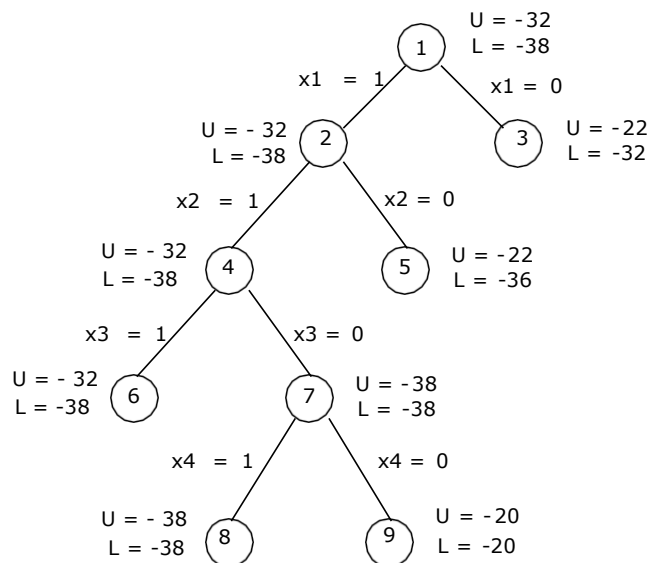 U = -32
1
L = -38
x1 = 1
x1 = 0
U = - 32
2
L = -38
3
U = -22
L = -32
x2 = 1
x2 = 0
U = - 32
4
L = -38
5
U = -22
L = -36
x3 = 1
x3 = 0
U = - 32
6
L = -38
7
U = -38
L = -38
x4 = 1
x4 = 0
U = - 38
8
L = -38
9
U = -20
L = -20